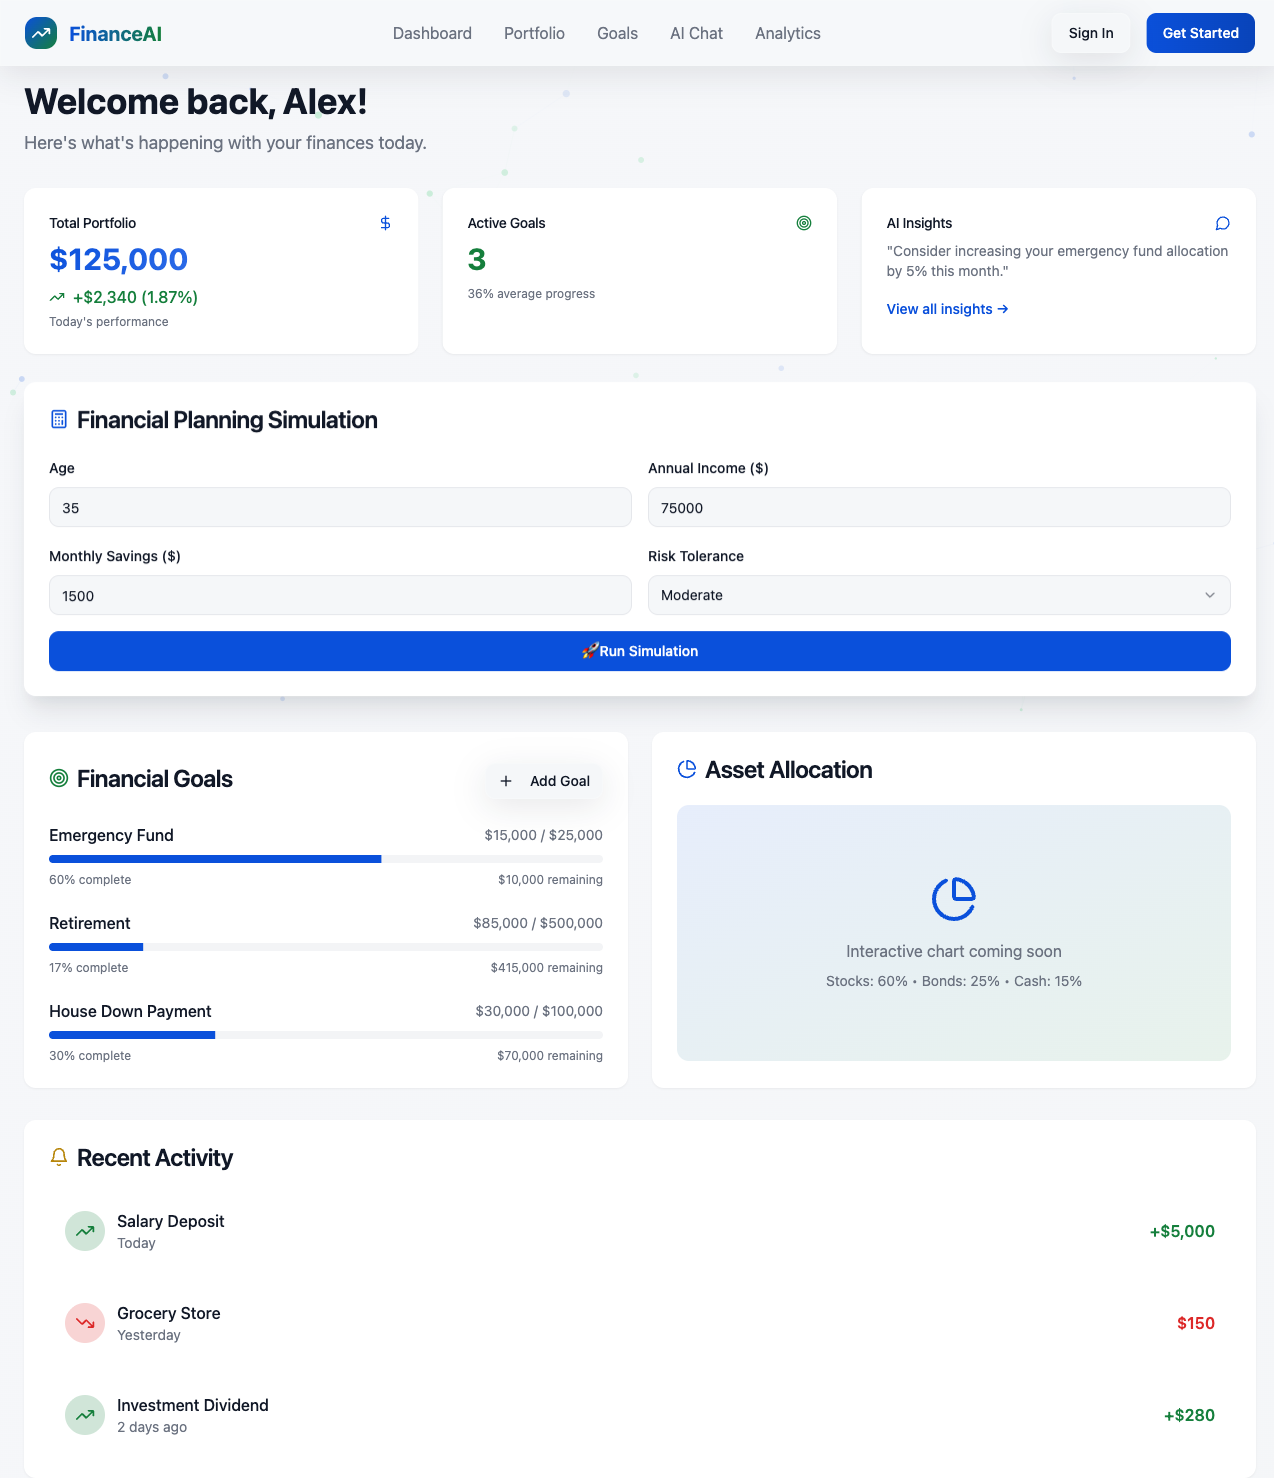 FinanceAI
Dashboard
Portfolio
Goals
AI Chat
Analytics
Sign In
Get Started
Welcome back, Alex!
Here's what's happening with your finances today.
Total Portfolio
$125,000
+$2,340 (1.87%)
Today's performance
Active Goals
3
36% average progress
AI Insights
"Consider increasing your emergency fund allocation
by 5% this month."
View all insights →
Financial Planning Simulation
Age
35
Annual Income ($)
75000
Monthly Savings ($)
1500
Risk Tolerance
Moderate
🚀Run Simulation
Financial Goals
+ Add Goal
Emergency Fund
$15,000 / $25,000
60% complete
$10,000 remaining
Retirement
$85,000 / $500,000
17% complete
$415,000 remaining
House Down Payment
$30,000 / $100,000
30% complete
$70,000 remaining
Asset Allocation
Interactive chart coming soon
Stocks: 60% • Bonds: 25% • Cash: 15%
Recent Activity
Salary Deposit
Today
+$5,000
Grocery Store
Yesterday
$150
Investment Dividend
2 days ago
+$280